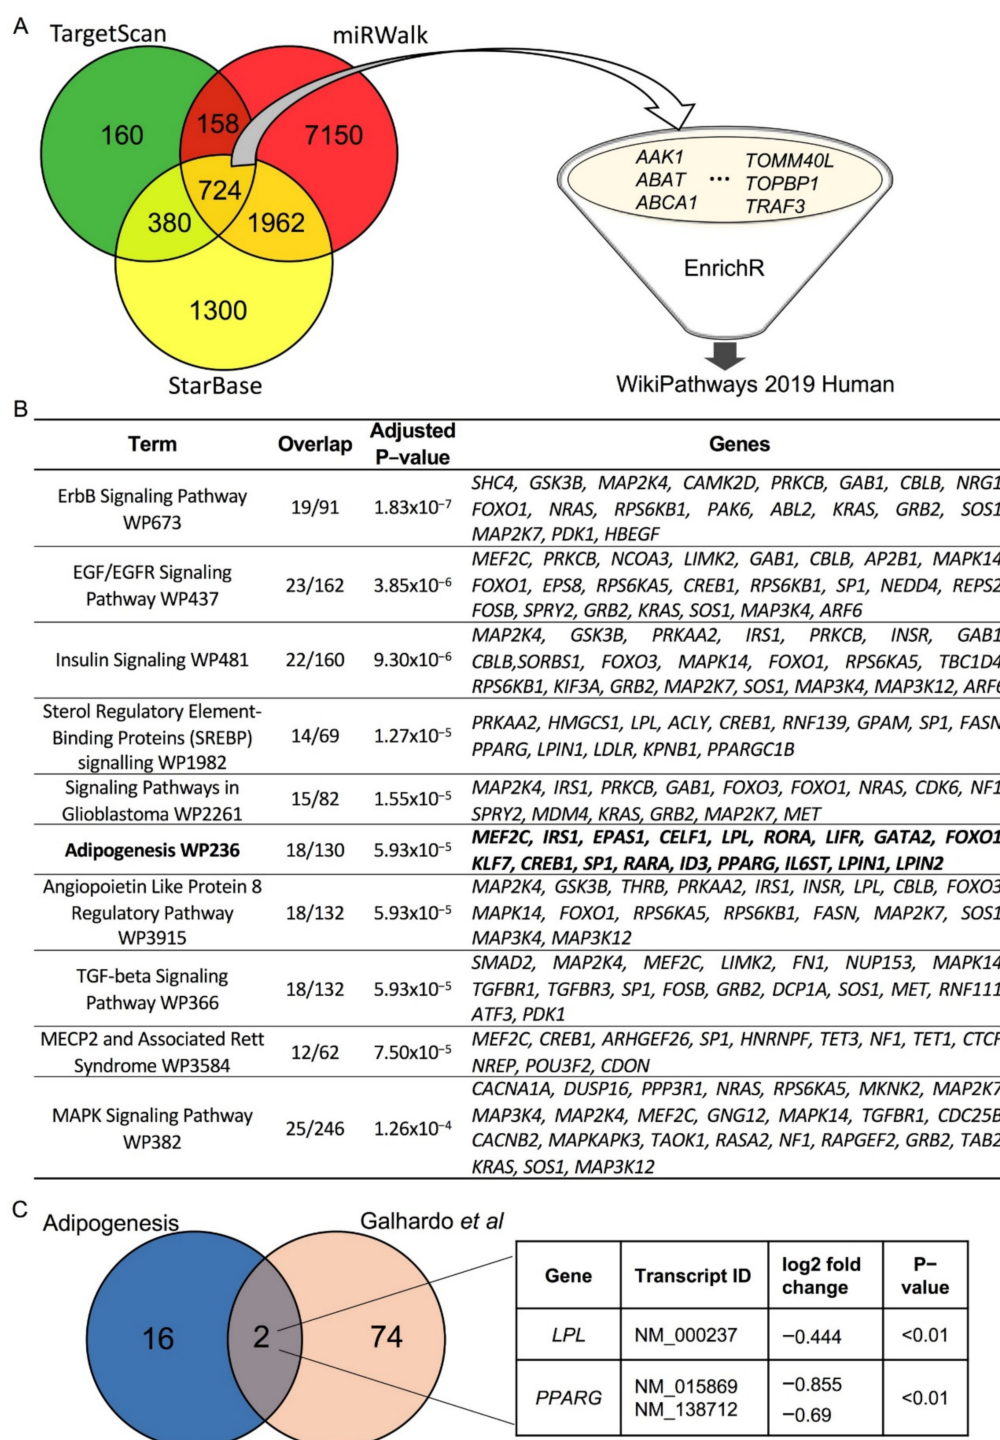 A
TargetScan
miRWalk
160
158
7150
724
380
1962
1300
StarBase
AAK1
ABAT
ABCA1
...
TOMM40L
TOPBP1
TRAF3
EnrichR
WikiPathways 2019 Human
B
Term
Overlap
Adjusted
P–value
Genes
ErbB Signaling Pathway
WP673
19/91
1.83x10–7
SHC4, GSK3B, MAP2K4, CAMK2D, PRKCB, GAB1, CBLB, NRG1
FOXO1, NRAS, RPS6KB1, PAK6, ABL2, KRAS, GRB2, SOS1
MAP2K7, PDK1, HBEGF
EGF/EGFR Signaling
Pathway WP437
23/162
3.85x10–6
MEF2C, PRKCB, NCOA3, LIMK2, GAB1, CBLB, AP2B1, MAPK14
FOXO1, EPS8, RPS6KA5, CREB1, RPS6KB1, SP1, NEDD4, REPS2
FOSB, SPRY2, GRB2, KRAS, SOS1, MAP3K4, ARF6
Insulin Signaling WP481
22/160
9.30x10–6
MAP2K4, GSK3B, PRKAA2, IRS1, PRKCB, INSR, GAB1
CBLB,SORBS1, FOXO3, MAPK14, FOXO1, RPS6KA5, TBC1D4
RPS6KB1, KIF3A, GRB2, MAP2K7, SOS1, MAP3K4, MAP3K12, ARF6
Sterol Regulatory Element-
Binding Proteins (SREBP)
signalling WP1982
14/69
1.27x10–5
PRKAA2, HMGCS1, LPL, ACLY, CREB1, RNF139, GPAM, SP1, FASN
PPARG, LPIN1, LDLR, KPNB1, PPARGC1B
Signaling Pathways in
Glioblastoma WP2261
15/82
1.55x10–5
MAP2K4, IRS1, PRKCB, GAB1, FOXO3, FOXO1, NRAS, CDK6, NF1
SPRY2, MDM4, KRAS, GRB2, MAP2K7, MET
Adipogenesis WP236
18/130
5.93x10–5
MEF2C, IRS1, EPAS1, CELF1, LPL, RORA, LIFR, GATA2, FOXO1
KLF7, CREB1, SP1, RARA, ID3, PPARG, IL6ST, LPIN1, LPIN2
Angiopoietin Like Protein 8
Regulatory Pathway
WP3915
18/132
5.93x10–5
MAP2K4, GSK3B, THRB, PRKAA2, IRS1, INSR, LPL, CBLB, FOXO3
MAPK14, FOXO1, RPS6KA5, RPS6KB1, FASN, MAP2K7, SOS1
MAP3K4, MAP3K12
TGF-beta Signaling
Pathway WP366
18/132
5.93x10–5
SMAD2, MAP2K4, MEF2C, LIMK2, FN1, NUP153, MAPK14
TGFBR1, TGFBR3, SP1, FOSB, GRB2, DCP1A, SOS1, MET, RNF111
ATF3, PDK1
MECP2 and Associated Rett
Syndrome WP3584
12/62
7.50x10–5
MEF2C, CREB1, ARHGEF26, SP1, HNRNPF, TET3, NF1, TET1, CTCF
NREP, POU3F2, CDON
MAPK Signaling Pathway
WP382
25/246
1.26x10–4
CACNA1A, DUSP16, PPP3R1, NRAS, RPS6KA5, MKNK2, MAP2K7
MAP3K4, MAP2K4, MEF2C, GNG12, MAPK14, TGFBR1, CDC25B
CACNB2, MAPKAPK3, TAOK1, RASA2, NF1, RAPGEF2, GRB2, TAB2
KRAS, SOS1, MAP3K12
C
Adipogenesis
Galhardo et al
16
2
74
Gene
Transcript ID
log2 fold
change
P–
value
LPL
NM_000237
–0.444
<0.01
PPARG
NM_015869
NM_138712
–0.855
–0.69
<0.01